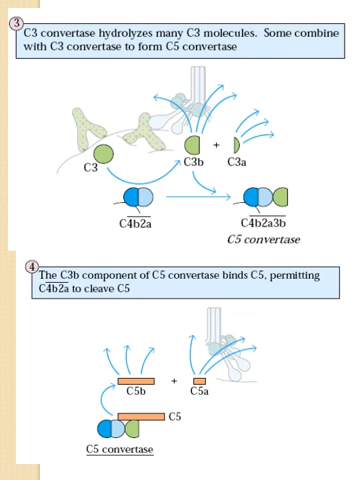 3
C3 convertase hydrolyzes many C3 molecules. Some combine
with C3 convertase to form C5 convertase
C3
C3b
+
C3a
C4b2a
C4b2a3b
C5 convertase
4
The C3b component of C5 convertase binds C5, permitting
C4b2a to cleave C5
C5b
+
C5a
C5
C5 convertase